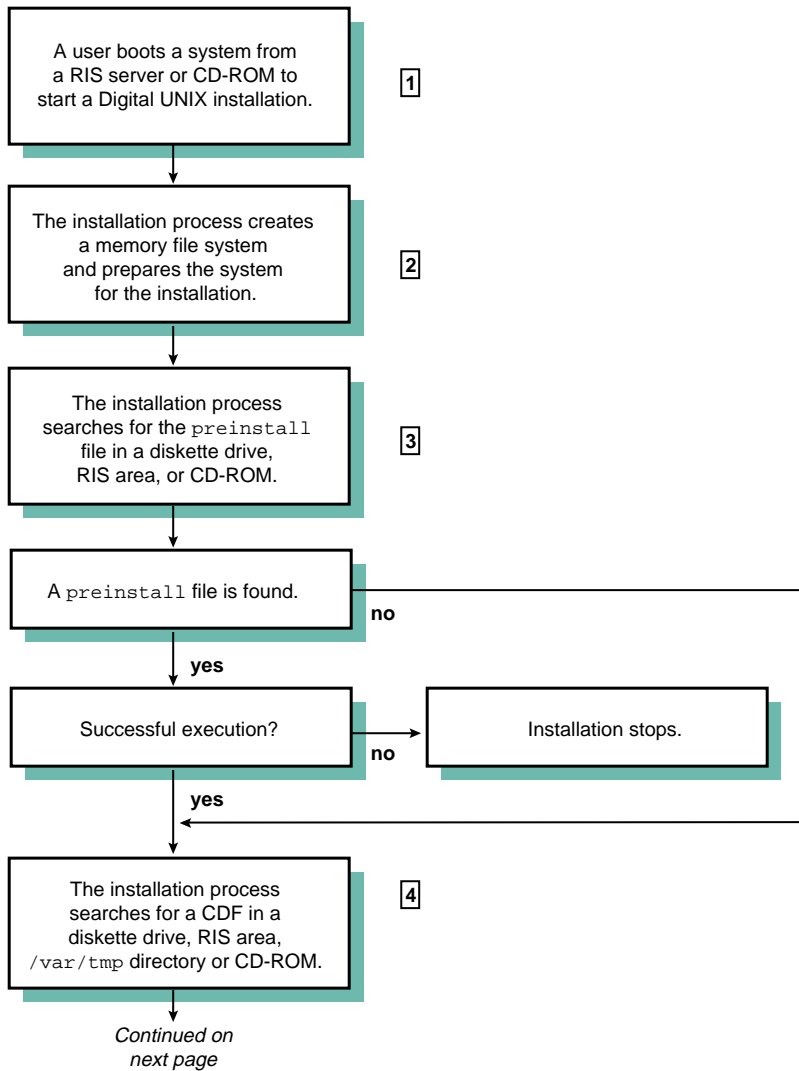 A user boots a system from
a RIS server or CD-ROM to
start a Digital UNIX installation.
1
The installation process creates
a memory file system
and prepares the system
for the installation.
2
The installation process
searches for the preinstall
file in a diskette drive,
RIS area, or CD-ROM.
3
A preinstall file is found.
no
yes
Successful execution?
no
Installation stops.
yes
The installation process
searches for a CDF in a
diskette drive, RIS area,
/var/tmp directory or CD-ROM.
4
Continued on
next page